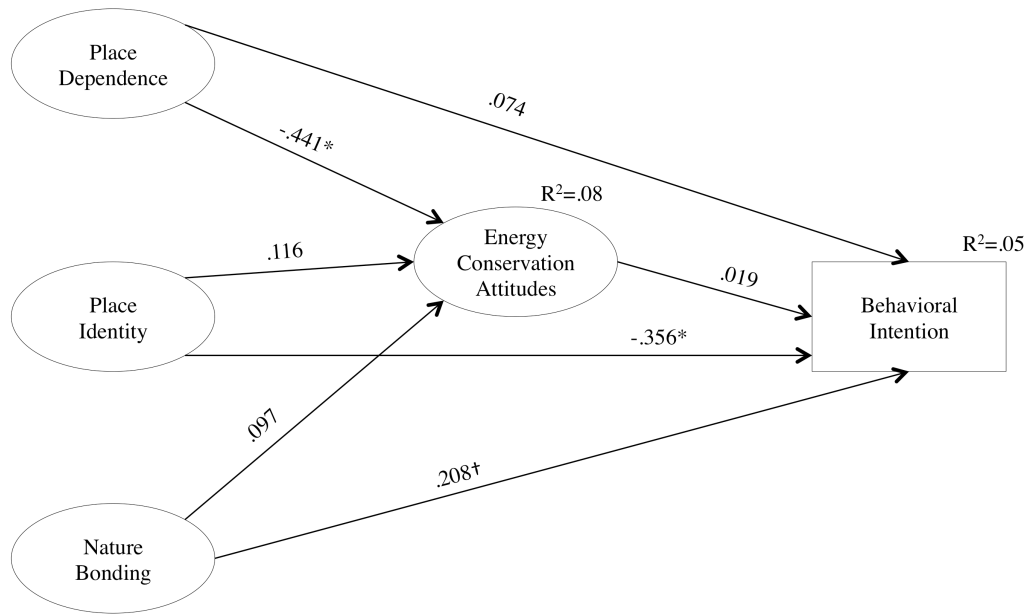 Place
Dependence
.074
-.441*
R²=.08
Energy
Conservation
Attitudes
R²=.05
.116
.019
Place
Identity
Behavioral
Intention
-.356*
.097
.208†
Nature
Bonding